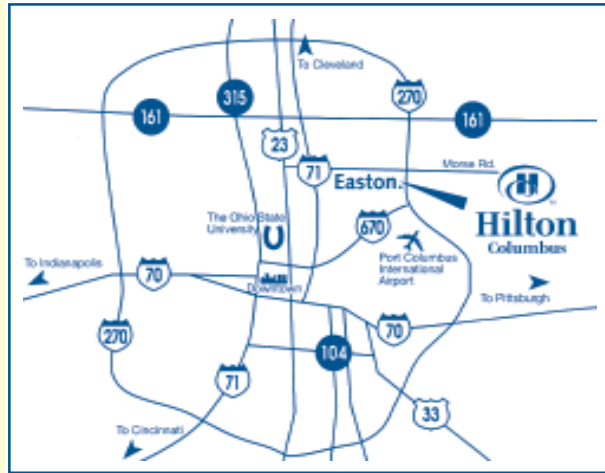 To Cleveland
270
315
161
161
23
Morse Rd.
71
Easton
Hilton
Columbus
The Ohio State
University
670
Port Columbus
International
Airport
To Indianapolis
70
Downtown
To Pittsburgh
270
70
104
71
33
To Cincinnati